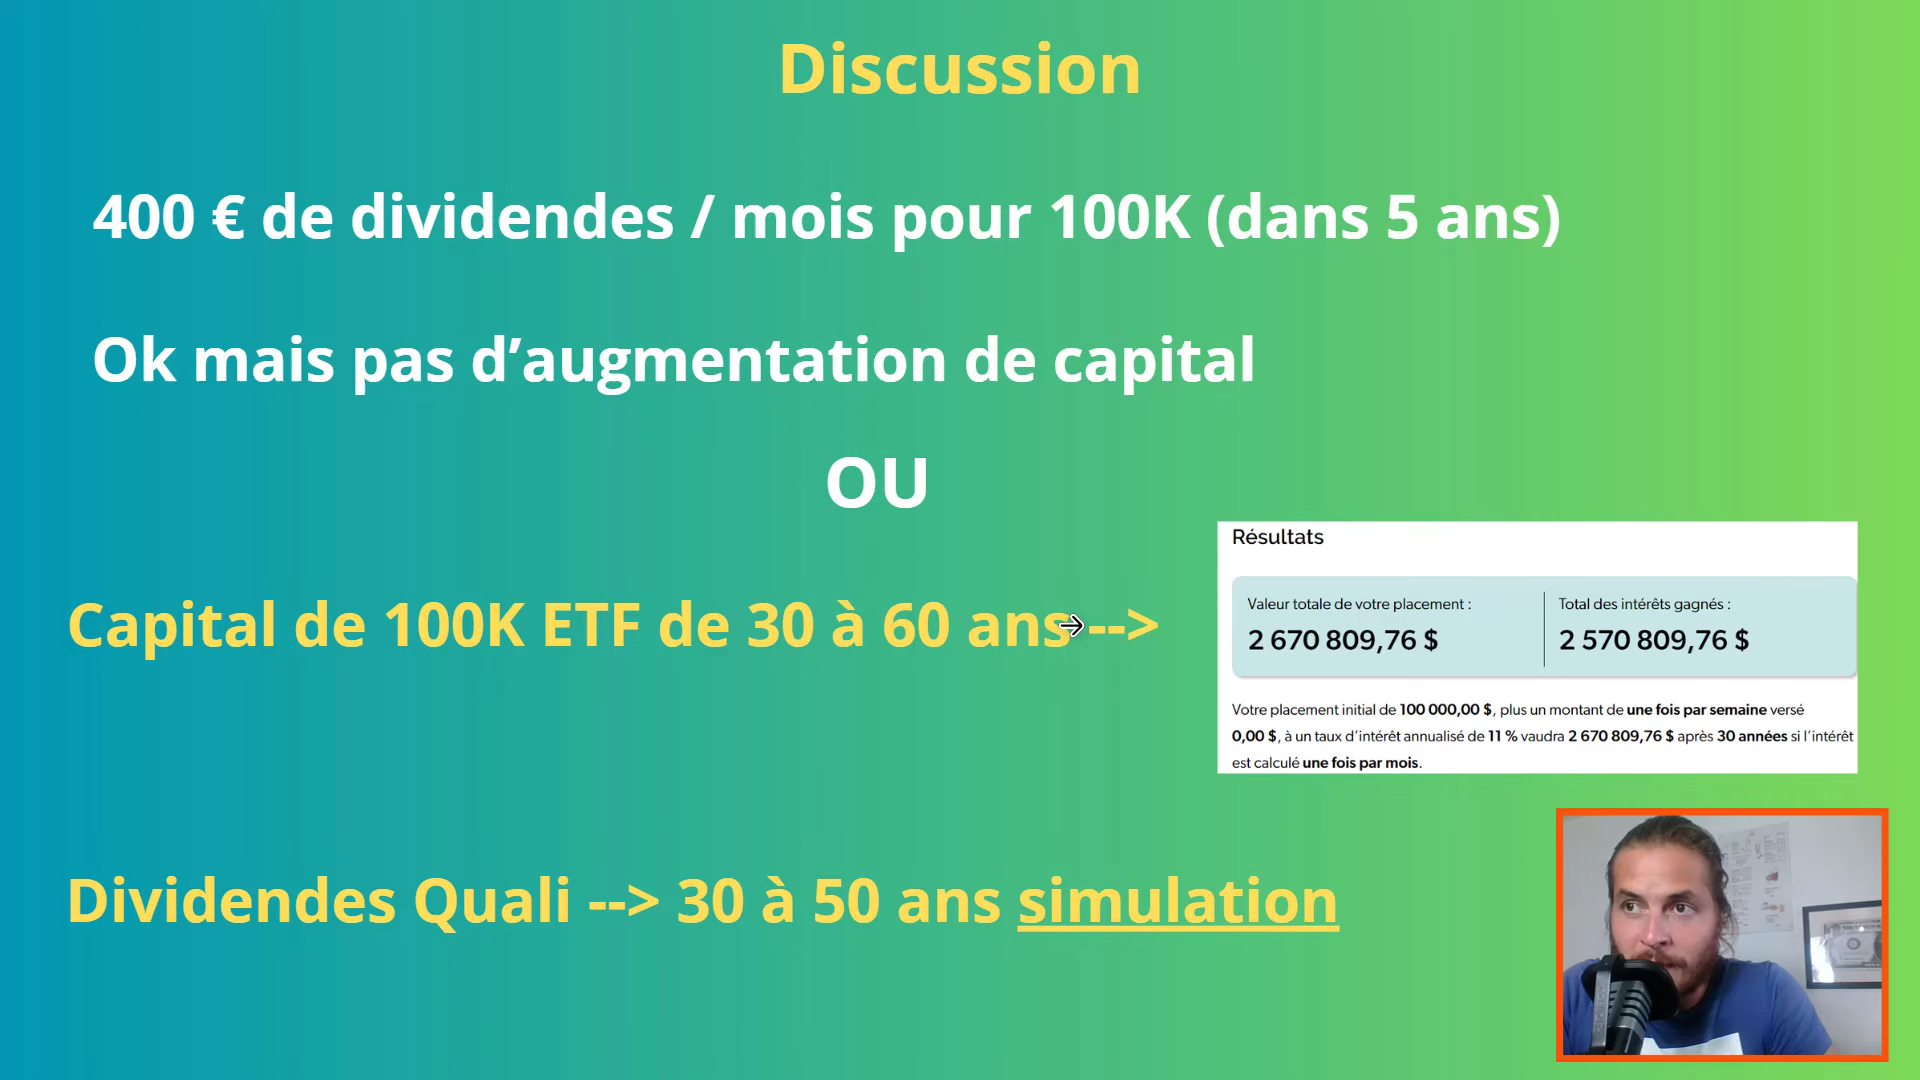 Discussion
400 € de dividendes / mois pour 100K (dans 5 ans)
Ok mais pas d’augmentation de capital
OU
Capital de 100K ETF de 30 à 60 ans -->
Résultats
Valeur totale de votre placement :
2 670 809,76 $
Total des intérêts gagnés :
2 570 809,76 $
Votre placement initial de 100 000,00 $, plus un montant de une fois par semaine versé
0,00 $, à un taux d’intérêt annualisé de 11 % vaudra 2 670 809,76 $ après 30 années si l’intérêt
est calculé une fois par mois.
Dividendes Quali --> 30 à 50 ans simulation